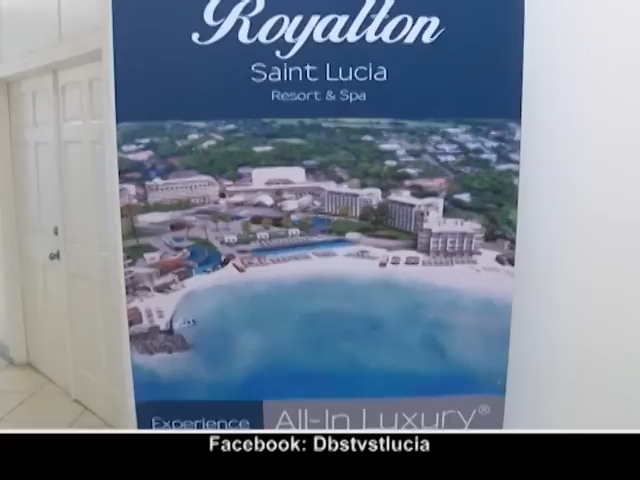 Royalton
Saint Lucia
Resort & Spa
Experience All-In Luxury®
Facebook: Dbstvstlucia